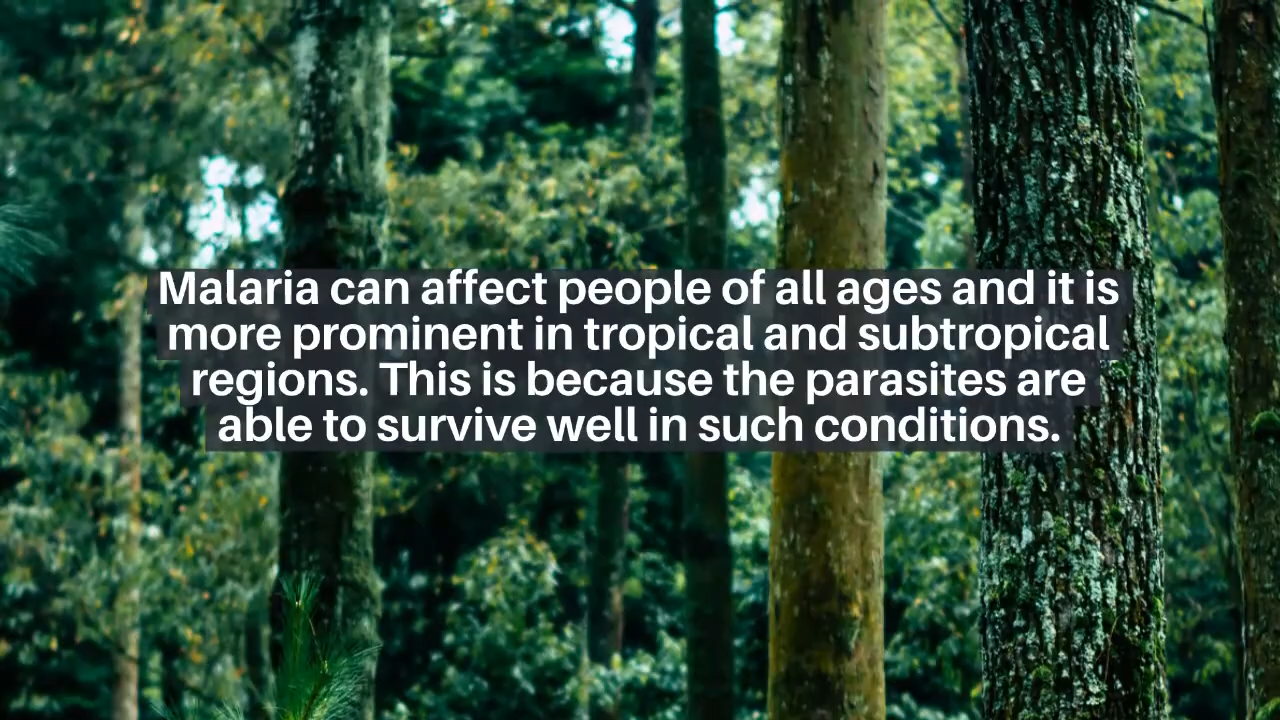 Malaria can affect people of all ages and it is
more prominent in tropical and subtropical
regions. This is because the parasites are
able to survive well in such conditions.